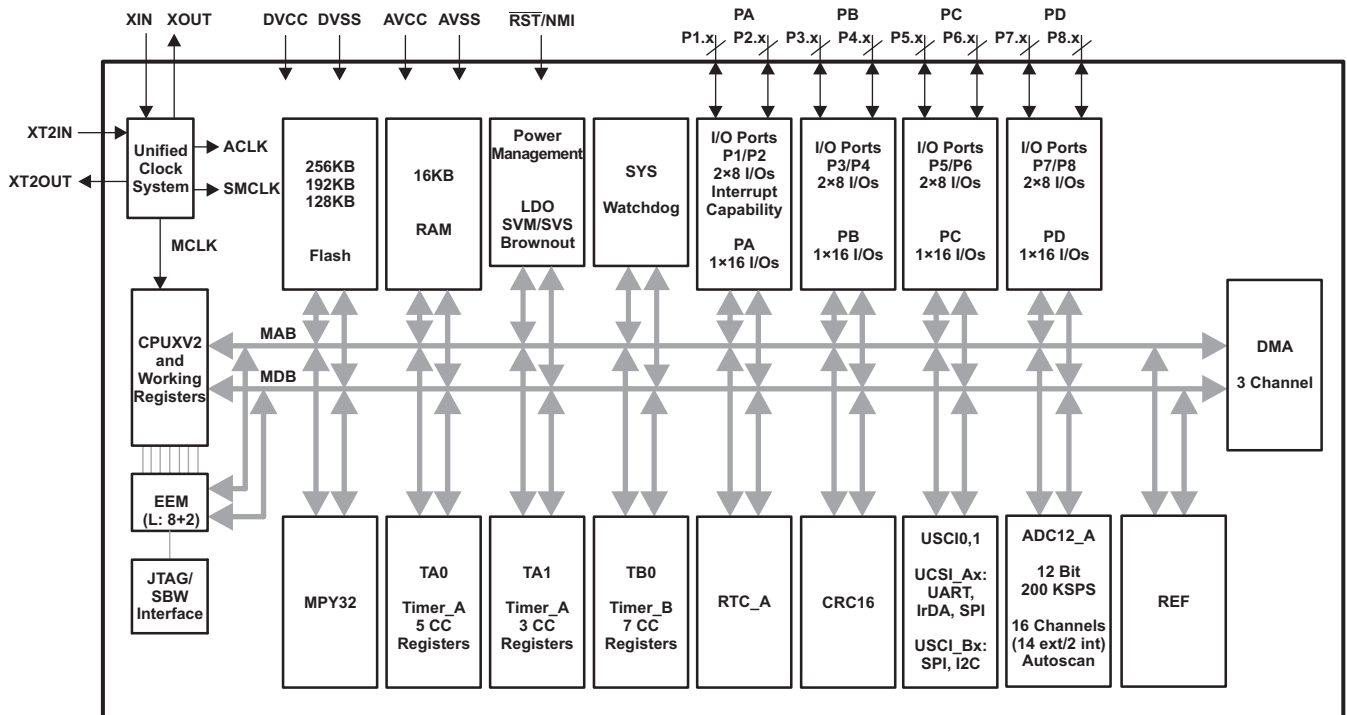 XIN XOUT DVCC DVSS AVCC AVSS RST/NMI PA PB PC PD
P1.x P2.x P3.x P4.x P5.x P6.x P7.x P8.x
XT2IN
XT2OUT
Unified
Clock
System
ACLK
SMCLK
MCLK
256KB
192KB
128KB
Flash
16KB
RAM
Power
Management
LDO
SVM/SVS
Brownout
SYS
Watchdog
I/O Ports
P1/P2
2×8 I/Os
Interrupt
Capability
PA
1×16 I/Os
I/O Ports
P3/P4
2×8 I/Os
PB
1×16 I/Os
I/O Ports
P5/P6
2×8 I/Os
PC
1×16 I/Os
I/O Ports
P7/P8
2×8 I/Os
PD
1×16 I/Os
CPUXV2
and
Working
Registers
MAB
MDB
DMA
3 Channel
EEM
(L: 8+2)
JTAG/
SBW
Interface
MPY32
TA0
Timer_A
5 CC
Registers
TA1
Timer_A
3 CC
Registers
TB0
Timer_B
7 CC
Registers
RTC_A
CRC16
USCI0,1
UCSI_Ax:
UART,
IrDA, SPI
USCI_Bx:
SPI, I2C
ADC12_A
12 Bit
200 KSPS
16 Channels
(14 ext/2 int)
Autoscan
REF